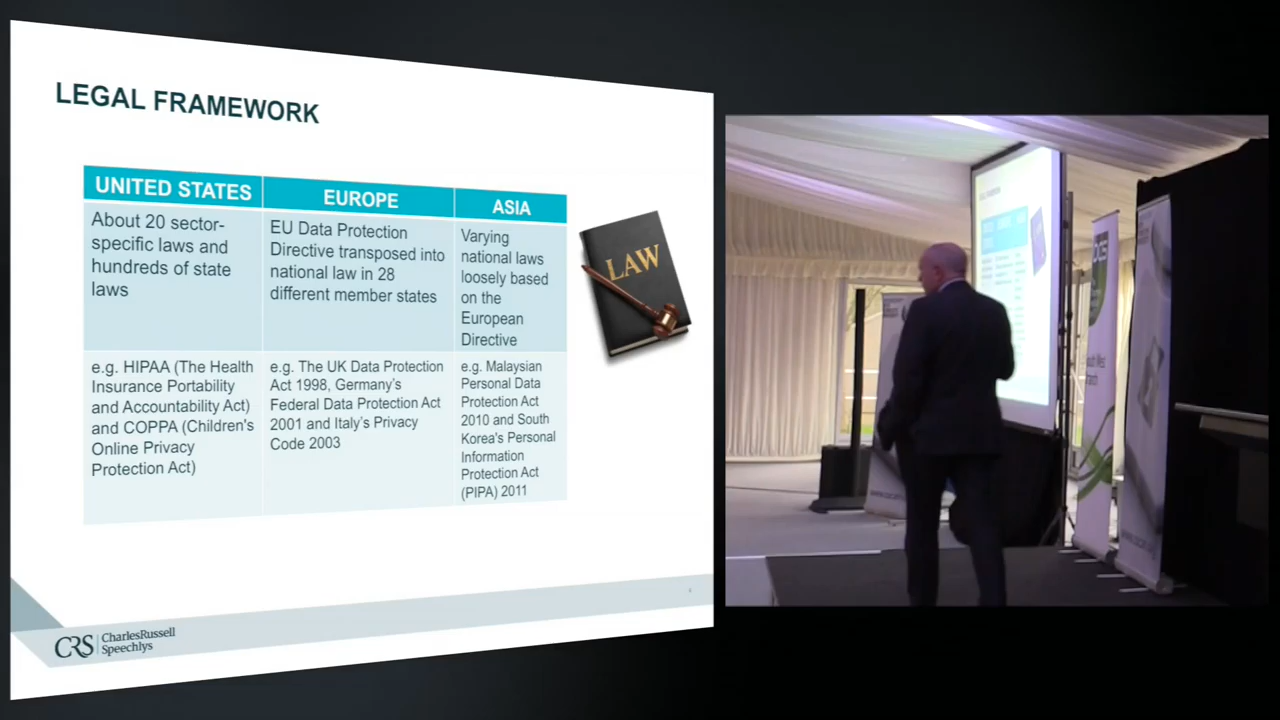 LEGAL FRAMEWORK
UNITED STATES
EUROPE
ASIA
About 20 sector-
specific laws and
hundreds of state
laws
EU Data Protection
Directive transposed into
national law in 28
different member states
Varying
national laws
loosely based
on the
European
Directive
e.g. HIPAA (The Health
Insurance Portability
and Accountability Act)
and COPPA (Children's
Online Privacy
Protection Act)
e.g. The UK Data Protection
Act 1998, Germany's
Federal Data Protection Act
2001 and Italy's Privacy
Code 2003
e.g. Malaysian
Personal Data
Protection Act
2010 and South
Korea's Personal
Information
Protection Act
(PIPA) 2011
LAW
CRS
CharlesRussell
Speechlys